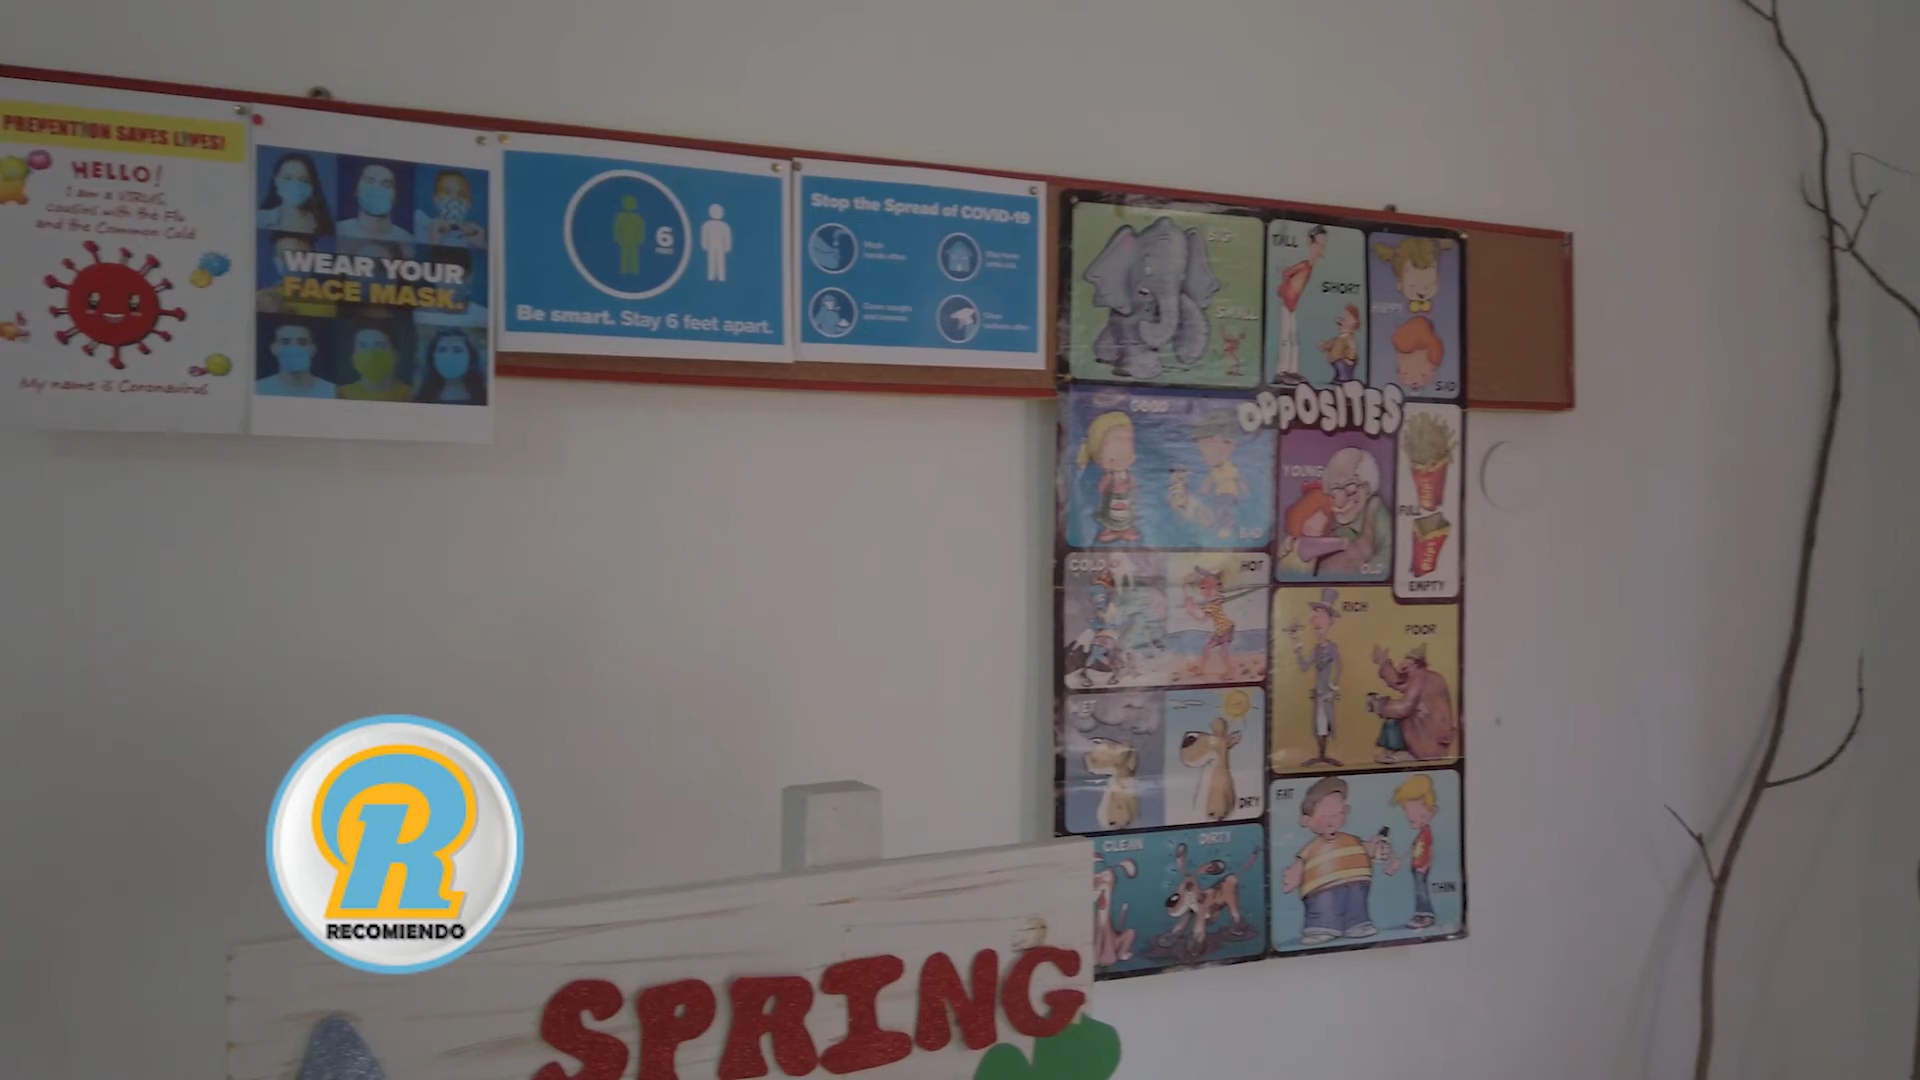 PREVENTION SAVES LIVES!
HELLO!
I am a VIRUS,
cousins with the Flu
and the Common Cold
My name is Coronavirus
WEAR YOUR
FACE MASK.
6
Be smart. Stay 6 feet apart.
Stop the Spread of COVID-19
BIG
SMALL
TALL
SHORT
HAPPY
SAD
OPPOSITES
GOOD
BAD
YOUNG
OLD
FULL
EMPTY
COLD
HOT
RICH
POOR
WET
DRY
FAT
THIN
CLEAN
DIRTY
R
RECOMIENDO
SPRING